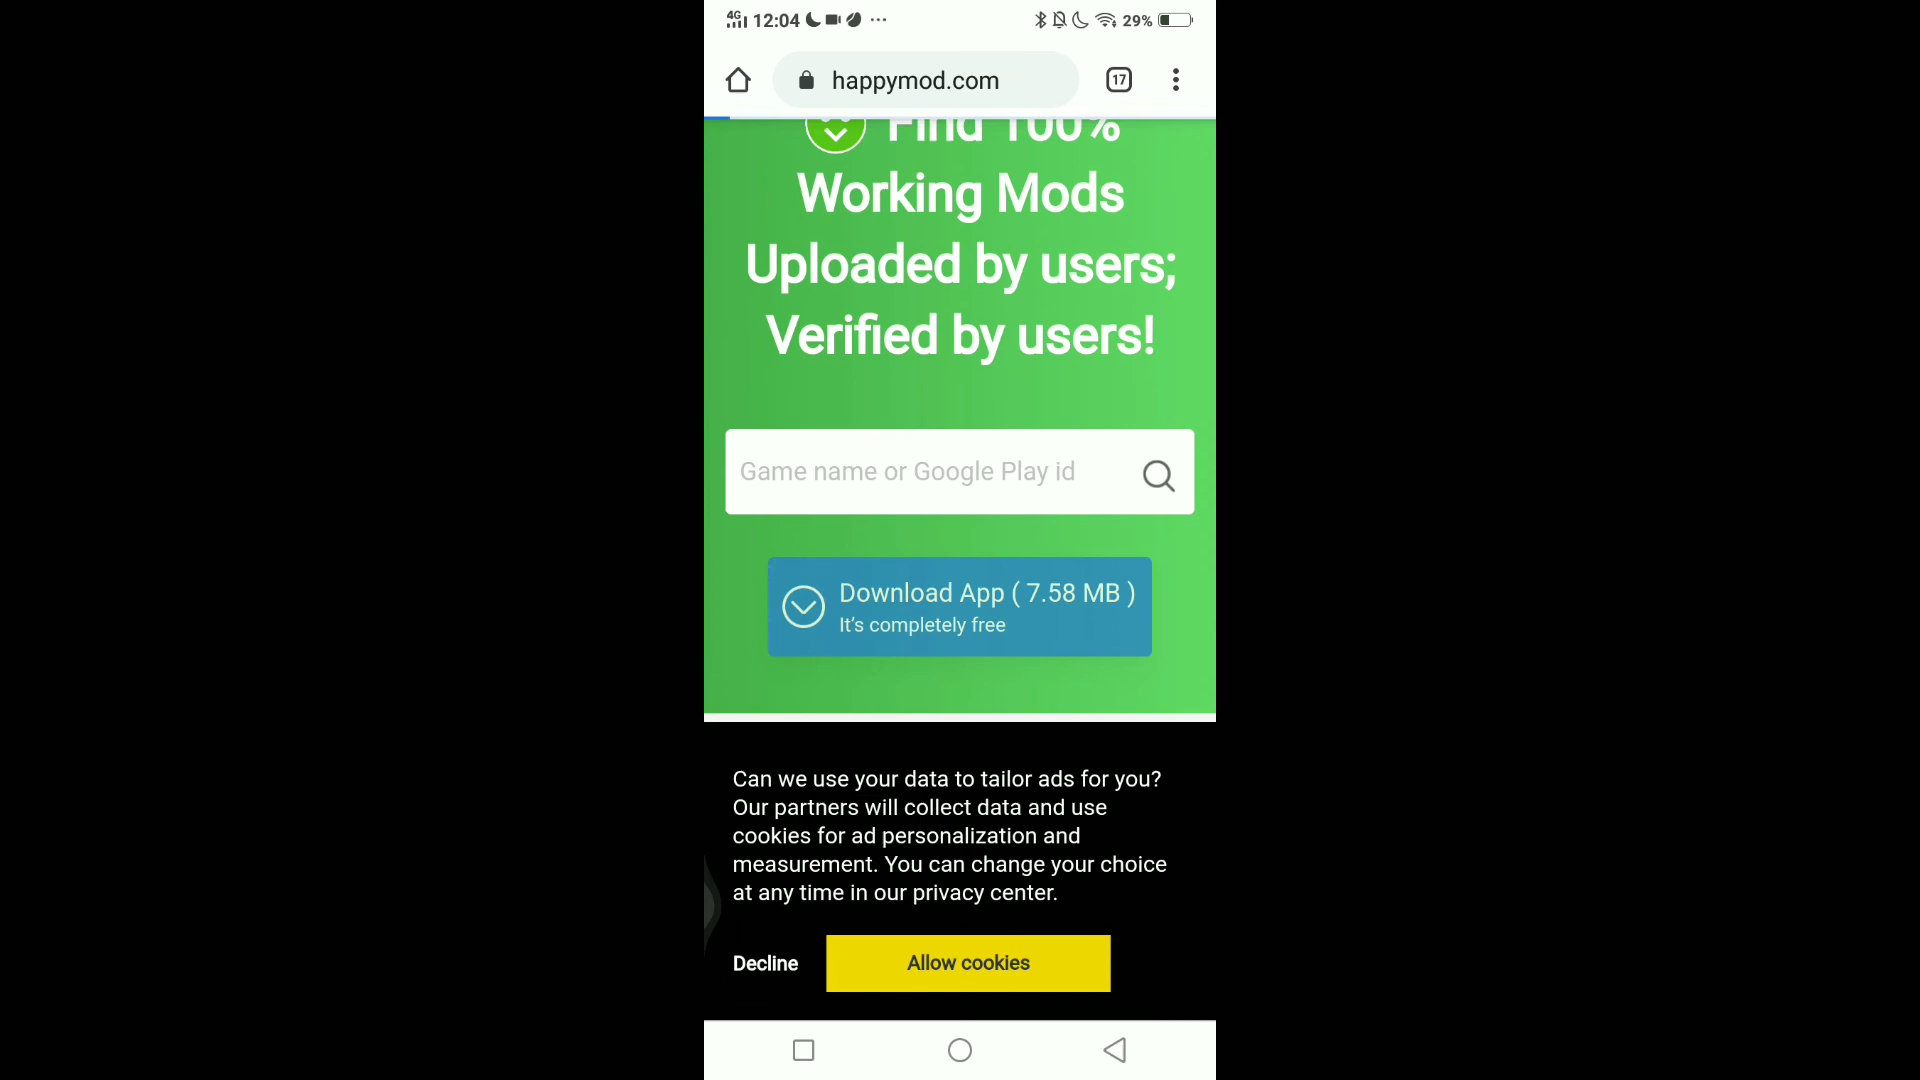 4G 12:04 29%
happymod.com 17
Find 100%
Working Mods
Uploaded by users;
Verified by users!
Game name or Google Play id
Download App ( 7.58 MB )
It’s completely free
Can we use your data to tailor ads for you?
Our partners will collect data and use
cookies for ad personalization and
measurement. You can change your choice
at any time in our privacy center.
Decline Allow cookies